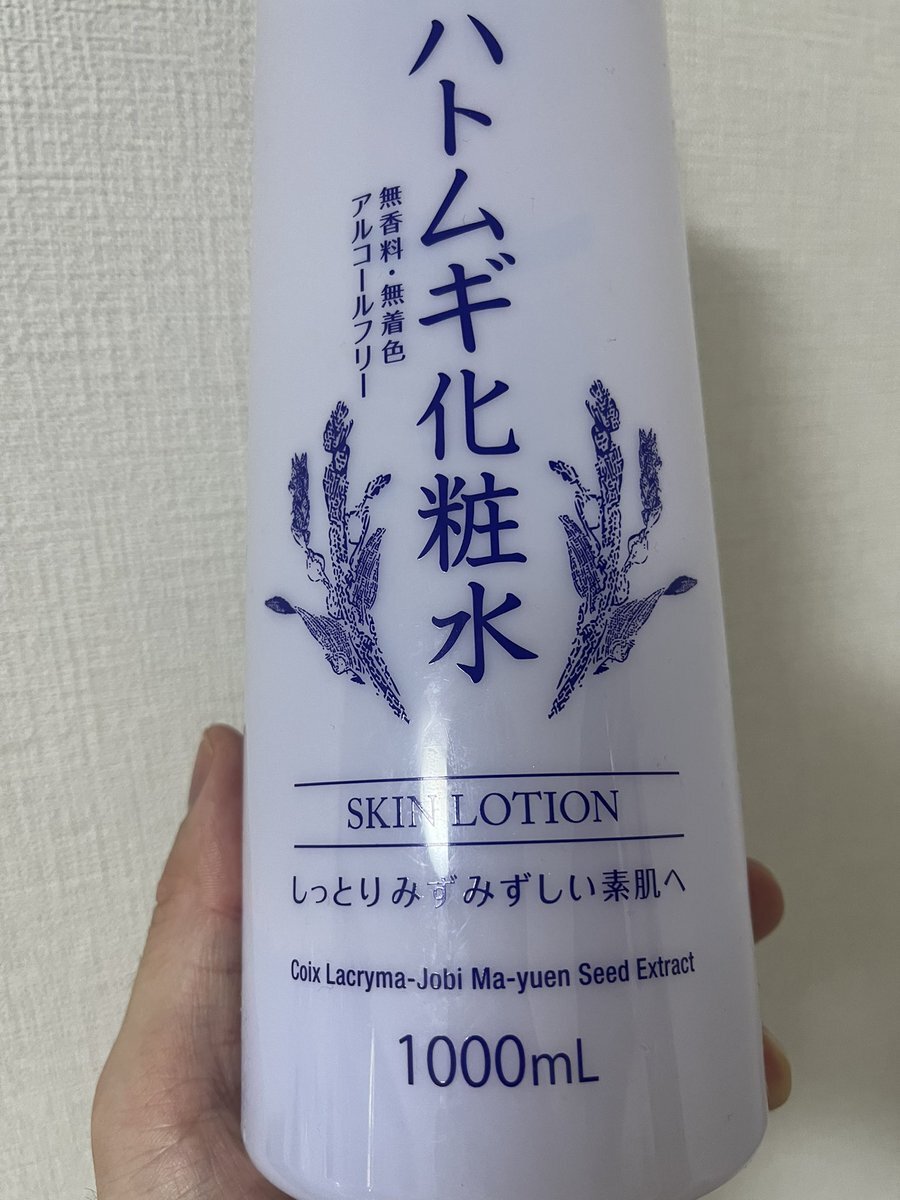 ハトムギ化粧水
無香料・無着色
アルコールフリー
SKIN LOTION
しっとりみずみずしい素肌へ
Coix Lacryma-Jobi Ma-yuen Seed Extract
1000mL